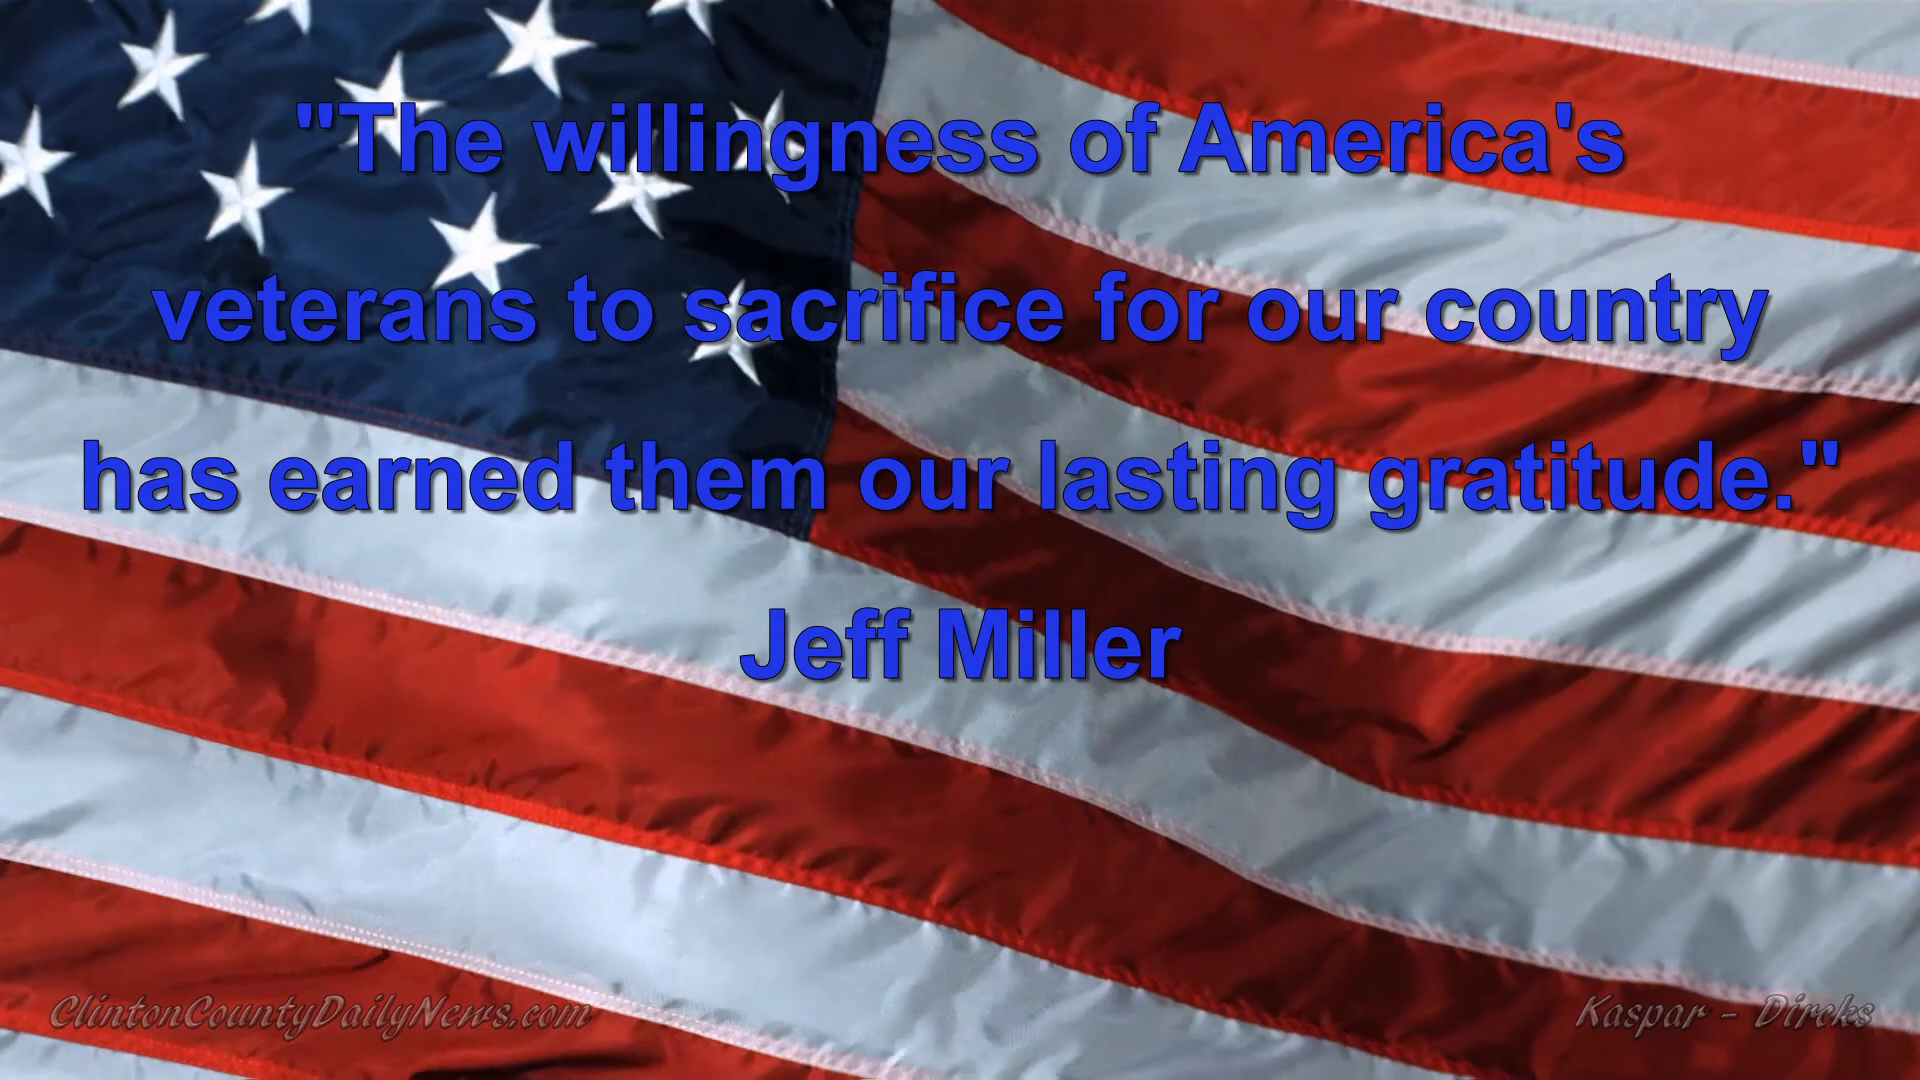 "The willingness of America's
veterans to sacrifice for our country
has earned them our lasting gratitude."
Jeff Miller
ClintonCountyDailyNews.com
Kaspar - Dircks